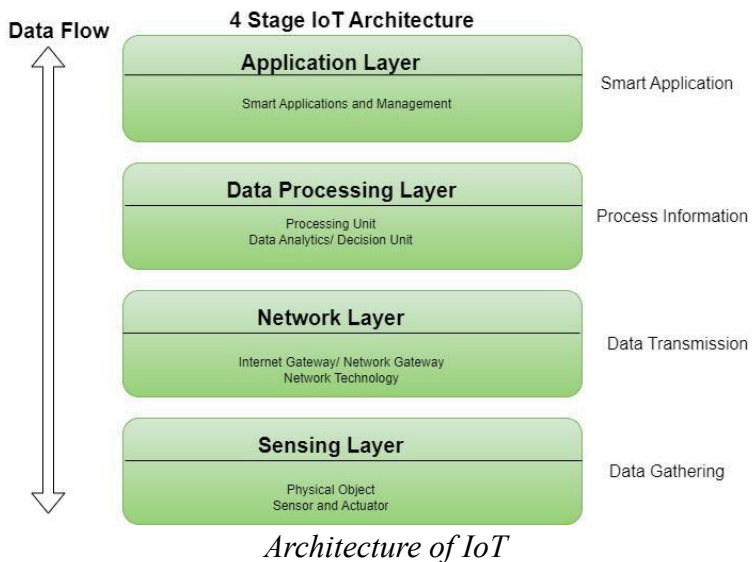 4 Stage IoT Architecture
Data Flow
Application Layer
Smart Applications and Management
Smart Application
Data Processing Layer
Processing Unit
Data Analytics/ Decision Unit
Process Information
Network Layer
Internet Gateway/ Network Gateway
Network Technology
Data Transmission
Sensing Layer
Physical Object
Sensor and Actuator
Data Gathering
Architecture of IoT